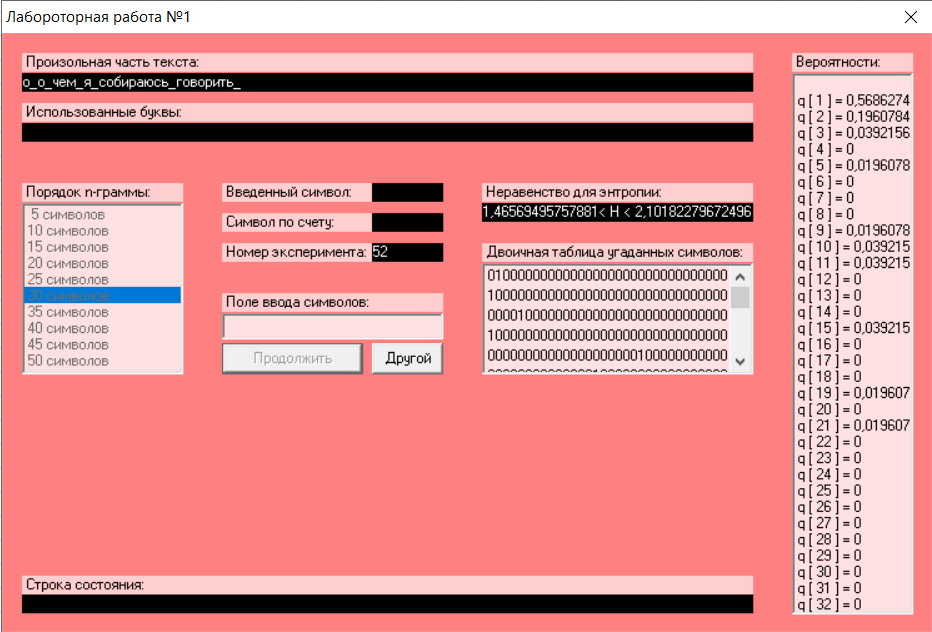 Лабороторная работа №1
Произольная часть текста:
о_о_чем_я_собираюсь_говорить_
Использованные буквы:
Порядок n-граммы:
5 символов
10 символов
15 символов
20 символов
25 символов
30 символов
35 символов
40 символов
45 символов
50 символов
Введенный символ:
Символ по счету:
Номер эксперимента: 52
Поле ввода символов:
Продолжить
Другой
Неравенство для энтропии:
1,46569495757881< H < 2,10182279672496
Двоичная таблица угаданных символов:
01000000000000000000000000000000
10000000000000000000000000000000
00001000000000000000000000000000
10000000000000000000000000000000
00000000000000000000100000000000
Вероятности:
q[ 1 ] = 0,5686274
q[ 2 ] = 0,1960784
q[ 3 ] = 0,0392156
q[ 4 ] = 0
q[ 5 ] = 0,0196078
q[ 6 ] = 0
q[ 7 ] = 0
q[ 8 ] = 0
q[ 9 ] = 0,0196078
q[ 10 ] = 0,039215
q[ 11 ] = 0,039215
q[ 12 ] = 0
q[ 13 ] = 0
q[ 14 ] = 0
q[ 15 ] = 0,039215
q[ 16 ] = 0
q[ 17 ] = 0
q[ 18 ] = 0
q[ 19 ] = 0,019607
q[ 20 ] = 0
q[ 21 ] = 0,019607
q[ 22 ] = 0
q[ 23 ] = 0
q[ 24 ] = 0
q[ 25 ] = 0
q[ 26 ] = 0
q[ 27 ] = 0
q[ 28 ] = 0
q[ 29 ] = 0
q[ 30 ] = 0
q[ 31 ] = 0
q[ 32 ] = 0
Строка состояния: